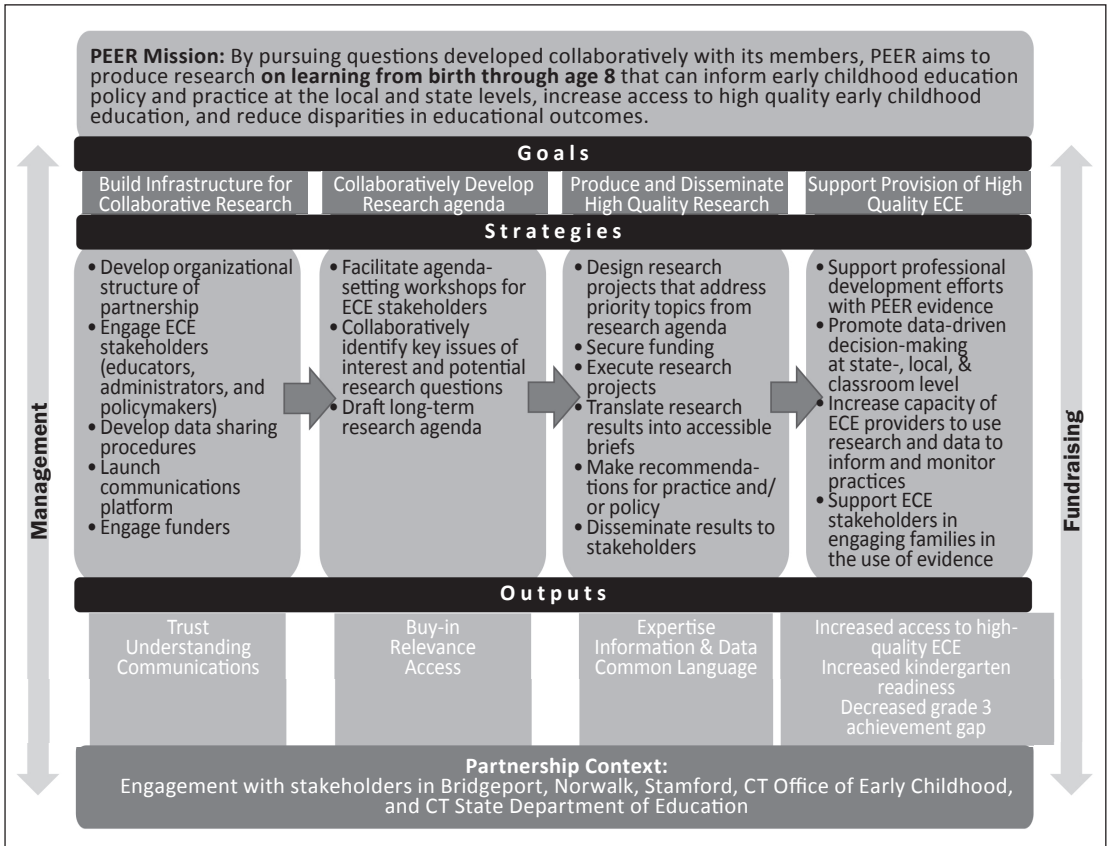 PEER Mission: By pursuing questions developed collaboratively with its members, PEER aims to
produce research on learning from birth through age 8 that can inform early childhood education
policy and practice at the local and state levels, increase access to high quality early childhood
education, and reduce disparities in educational outcomes.
Goals
Build Infrastructure for
Collaborative Research
Collaboratively Develop
Research agenda
Produce and Disseminate
High Quality Research
Support Provision of High
Quality ECE
Strategies
• Develop organizational
structure of
partnership
• Engage ECE
stakeholders
(educators,
administrators, and
policymakers)
• Develop data sharing
procedures
• Launch
communications
platform
• Engage funders
• Facilitate agenda-
setting workshops for
ECE stakeholders
• Collaboratively
identify key issues of
interest and potential
research questions
• Draft long-term
research agenda
• Design research
projects that address
priority topics from
research agenda
• Secure funding
• Execute research
projects
• Translate research
results into accessible
briefs
• Make recommenda-
tions for practice and/
or policy
• Disseminate results to
stakeholders
• Support professional
development efforts
with PEER evidence
• Promote data-driven
decision-making
at state-, local, &
classroom level
• Increase capacity of
ECE providers to use
research and data to
inform and monitor
practices
• Support ECE
stakeholders in
engaging families in
the use of evidence
Outputs
Trust
Understanding
Communications
Buy-in
Relevance
Access
Expertise
Information & Data
Common Language
Increased access to high-
quality ECE
Increased kindergarten
readiness
Decreased grade 3
achievement gap
Partnership Context:
Engagement with stakeholders in Bridgeport, Norwalk, Stamford, CT Office of Early Childhood,
and CT State Department of Education
Management
Fundraising